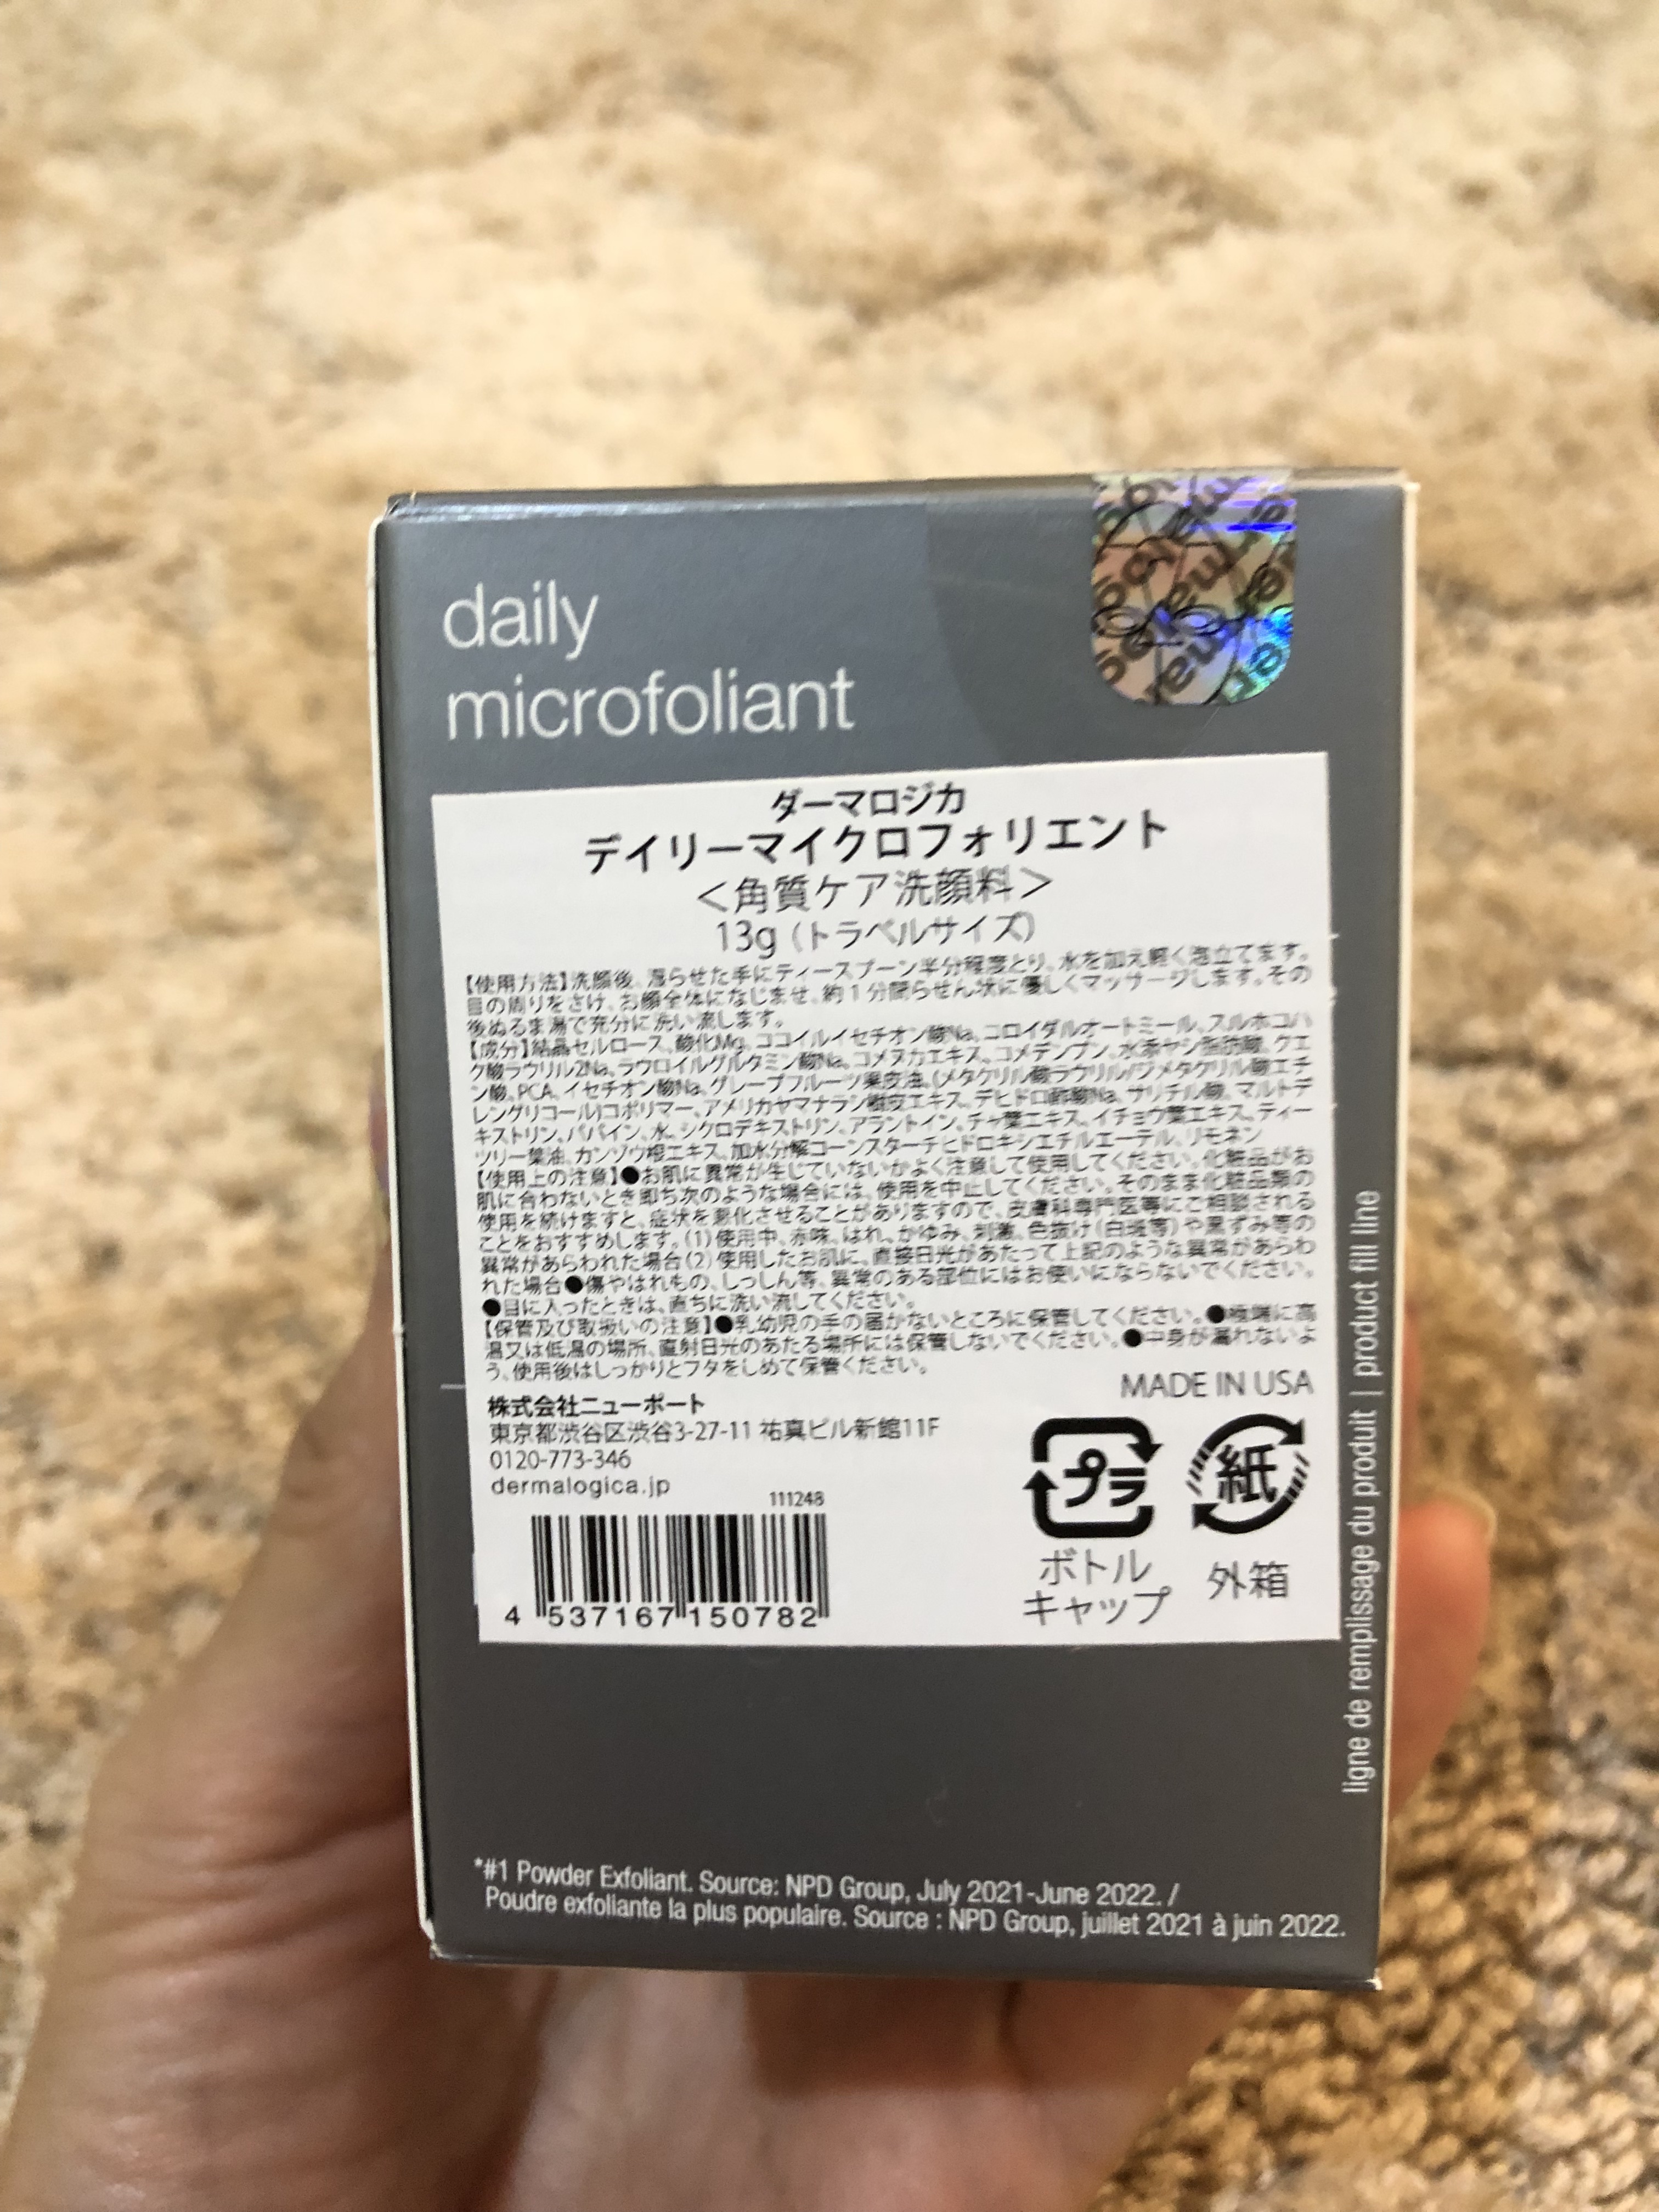 daily
microfoliant
ダーマロジカ
デイリーマイクロフォリエント
＜角質ケア洗顔料＞
13g（トラベルサイズ）
【使用方法】洗顔後、湿らせた手にティースプーン半分程度とり、水を加え軽く泡立てます。
目の周りをさけ、お顔全体になじませ、約1分間らせん状に優しくマッサージします。その
後ぬるま湯で充分に洗い流します。
【成分】結晶セルロース、酸化Mg、ココイルイセチオン酸Na、コロイダルオートミール、スルホコハ
ク酸ラウリル2Na、ラウロイルグルタミン酸Na、コメヌカエキス、コメデンプン、水添ヤシ脂肪酸、クエ
ン酸、PCA、イセチオン酸Na、グレープフルーツ果皮油、(メタクリル酸ラウリル/ジメタクリル酸エチ
レングリコール)コポリマー、アメリカヤマナラシ樹皮エキス、デヒドロ酢酸Na、サリチル酸、マルトデ
キストリン、パパイン、水、シクロデキストリン、アラントイン、チャ葉エキス、イチョウ葉エキス、ティー
ツリー葉油、カンゾウ根エキス、加水分解コーンスターチヒドロキシエチルエーテル、リモネン
【使用上の注意】●お肌に異常が生じていないかよく注意して使用してください。化粧品がお
肌に合わないとき即ち次のような場合には、使用を中止してください。そのまま化粧品類の
使用を続けますと、症状を悪化させることがありますので、皮膚科専門医等にご相談される
ことをおすすめします。(1)使用中、赤味、はれ、かゆみ、刺激、色抜け(白斑等)や黒ずみ等の
異常があらわれた場合(2)使用したお肌に、直接日光があたって上記のような異常があらわ
れた場合●傷やはれもの、しっしん等、異常のある部位にはお使いにならないでください。
●目に入ったときは、直ちに洗い流してください。
【保管及び取扱いの注意】●乳幼児の手の届かないところに保管してください。●極端に高
温又は低温の場所、直射日光のあたる場所には保管しないでください。●中身が漏れないよ
う、使用後はしっかりとフタをしめて保管ください。
MADE IN USA
株式会社ニューポート
東京都渋谷区渋谷3-27-11 祐真ビル新館11F
0120-773-346
dermalogica.jp
111248
4 537167 150782
プラ
ボトル
キャップ
紙
外箱
ligne de remplissage du produit | product fill line
*#1 Powder Exfoliant. Source: NPD Group, July 2021-June 2022. /
Poudre exfoliante la plus populaire. Source : NPD Group, juillet 2021 à juin 2022.